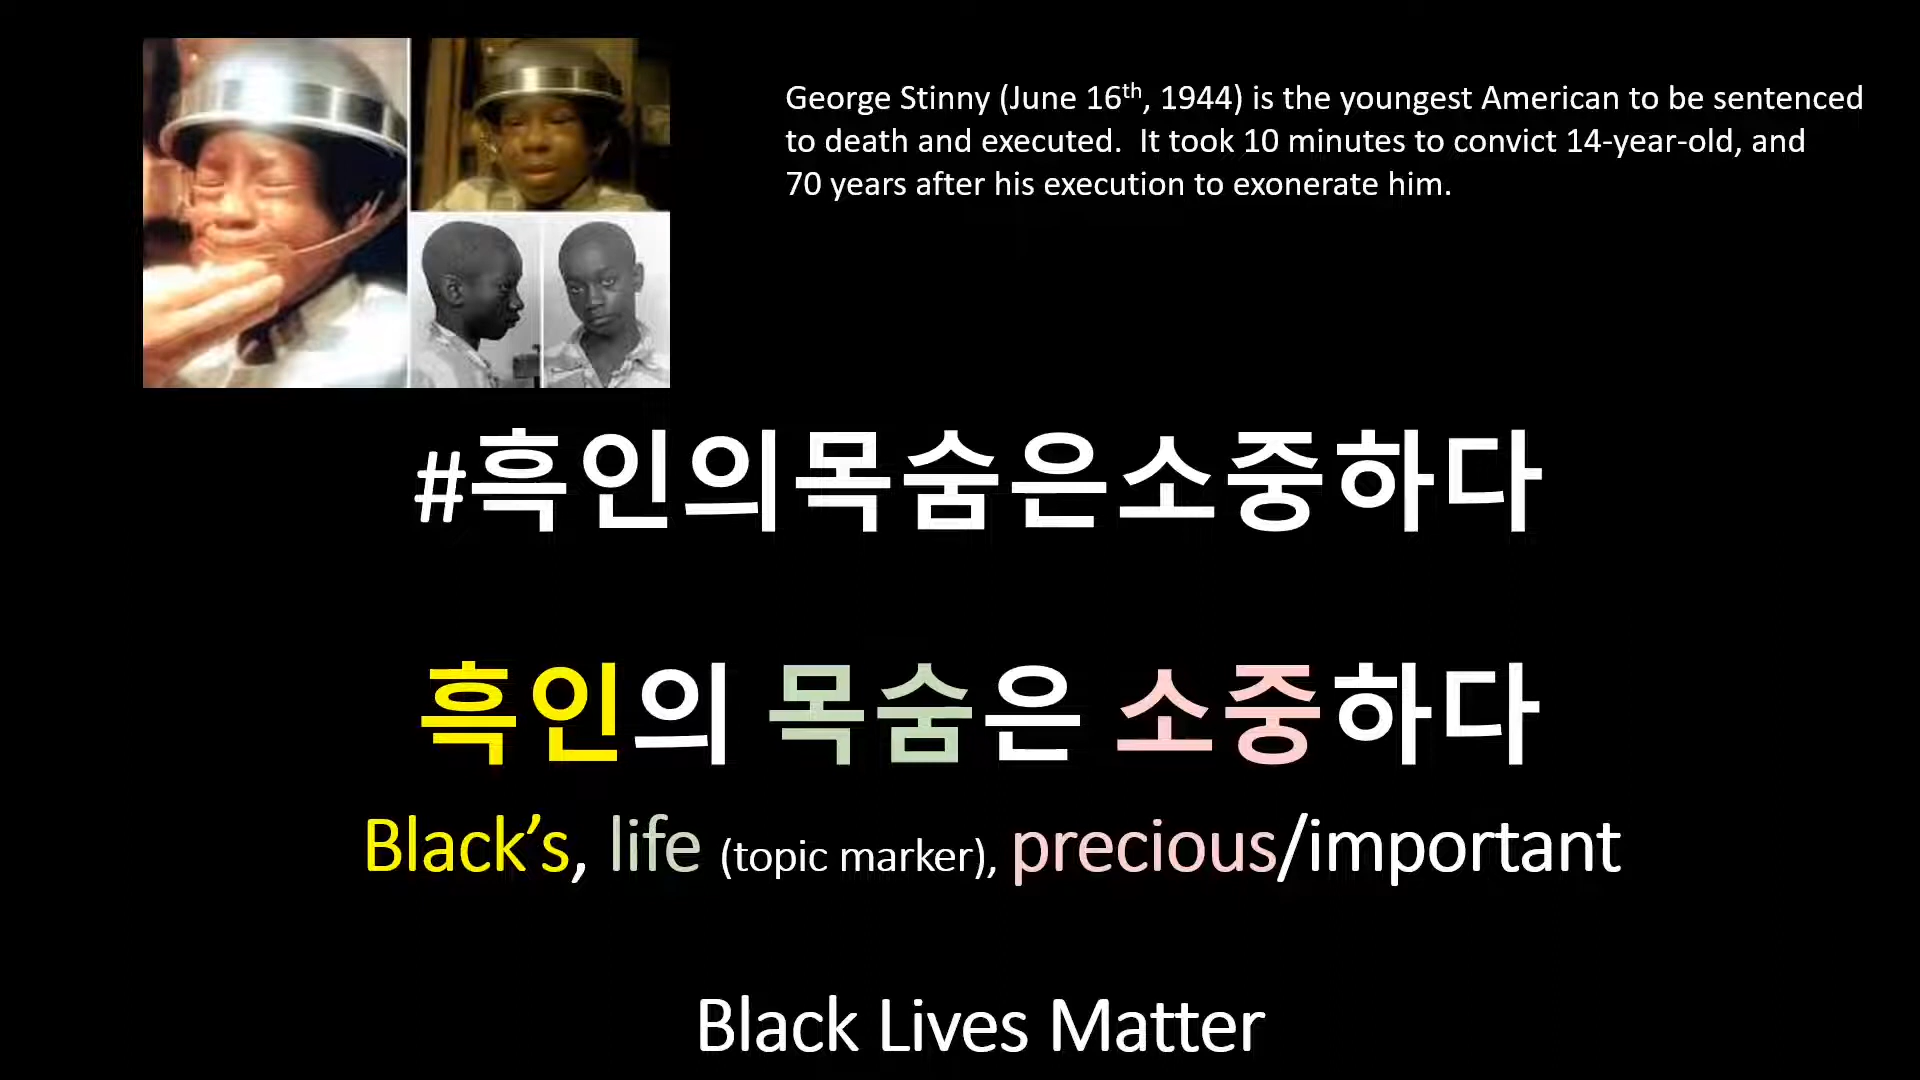 George Stinny (June 16th, 1944) is the youngest American to be sentenced
to death and executed.  It took 10 minutes to convict 14-year-old, and
70 years after his execution to exonerate him.
#흑인의목숨은소중하다
흑인의 목숨은 소중하다
Black’s, life (topic marker), precious/important
Black Lives Matter